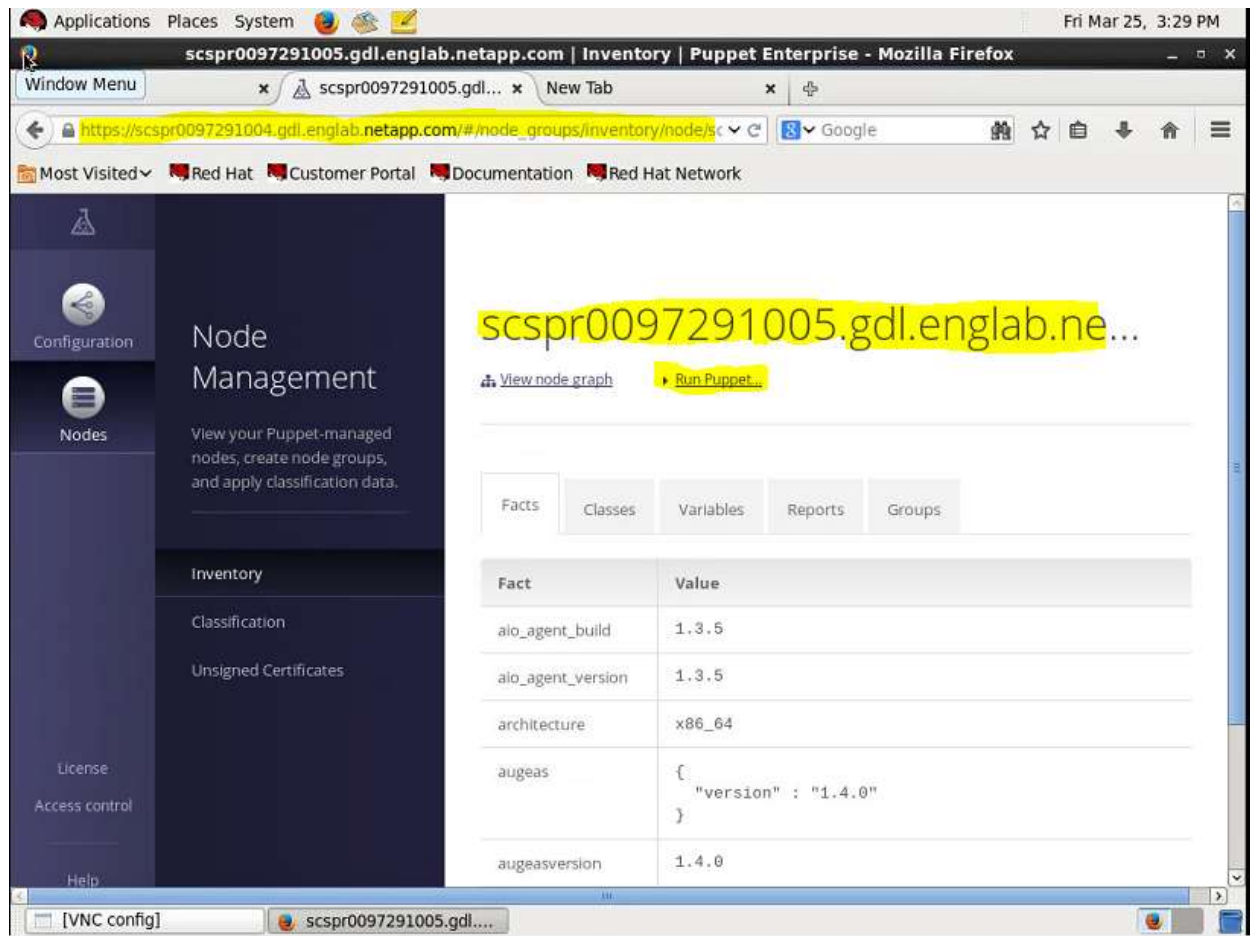 Applications Places System Fri Mar 25, 3:29 PM
scspr0097291005.gdl.englab.netapp.com | Inventory | Puppet Enterprise - Mozilla Firefox
Window Menu scspr0097291005.gdl... New Tab
https://scspr0097291004.gdl.englab.netapp.com/#/node_groups/inventory/node/sc Google
Most Visited Red Hat Customer Portal Documentation Red Hat Network
Configuration
Nodes
License
Access control
Help
Node
Management
View your Puppet-managed
nodes, create node groups,
and apply classification data.
Inventory
Classification
Unsigned Certificates
scspr0097291005.gdl.englab.ne...
View node graph Run Puppet...
Facts Classes Variables Reports Groups
Fact Value
aio_agent_build 1.3.5
aio_agent_version 1.3.5
architecture x86_64
augeas {
"version" : "1.4.0"
}
augeasversion 1.4.0
[VNC config] scspr0097291005.gdl....